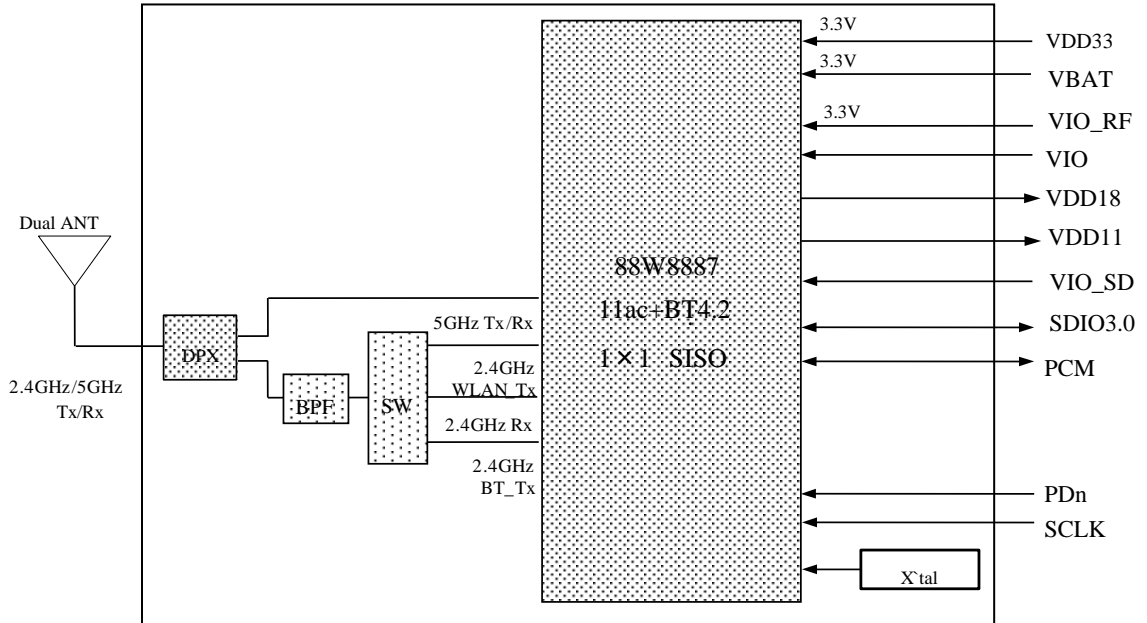 3.3V
VDD33
3.3V
VBAT
3.3V
VIO_RF
VIO
VDD18
Dual ANT
VDD11
88W8887
VIO_SD
11ac+BT4.2
5GHz Tx/Rx
SDIO3.0
DPX
1×1 SISO
2.4GHz
WLAN_Tx
PCM
2.4GHz/5GHz
Tx/Rx
BPF
SW
2.4GHz Rx
2.4GHz
BT_Tx
PDn
SCLK
X`tal